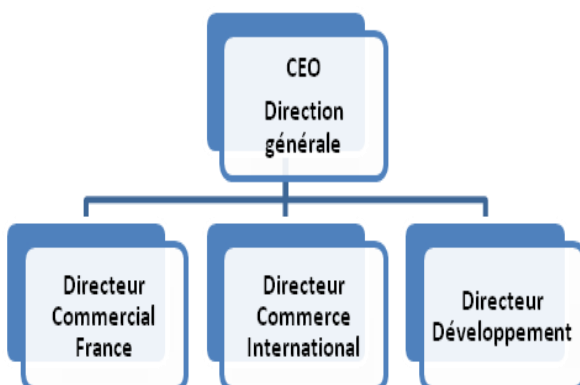 CEO
Direction
générale
Directeur
Commercial
France
Directeur
Commerce
International
Directeur
Développement